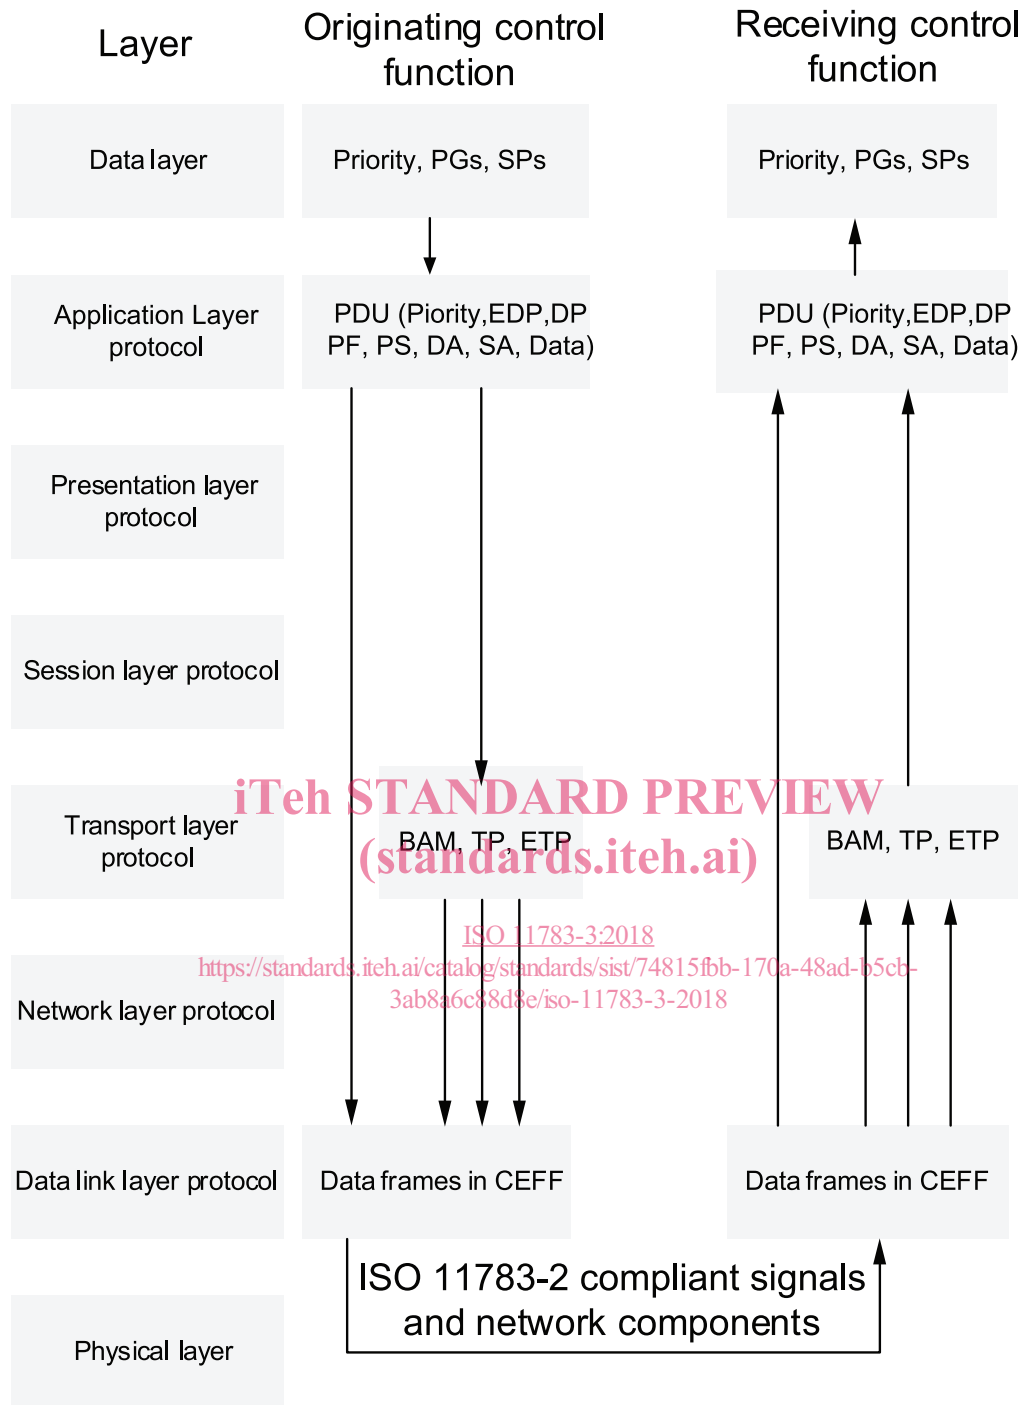 Layer
Originating control
function
Receiving control
function
Data layer
Priority, PGs, SPs
Priority, PGs, SPs
Application Layer
protocol
PDU (Piority,EDP,DP
PF, PS, DA, SA, Data)
PDU (Piority,EDP,DP
PF, PS, DA, SA, Data)
Presentation layer
protocol
Session layer protocol
iTeh STANDARD PREVIEW
(standards.iteh.ai)
Transport layer
protocol
BAM, TP, ETP
BAM, TP, ETP
ISO 11783-3:2018
https://standards.iteh.ai/catalog/standards/sist/74815fbb-170a-48ad-b5cb-
3ab8a6c88d8e/iso-11783-3-2018
Network layer protocol
Data link layer protocol
Data frames in CEFF
Data frames in CEFF
ISO 11783-2 compliant signals
and network components
Physical layer